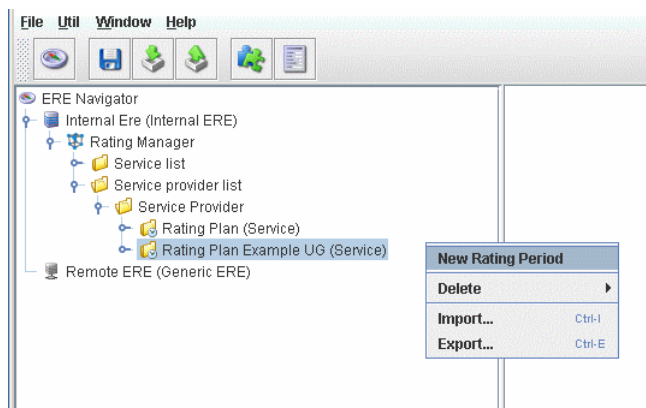 File Util Window Help
ERE Navigator
Internal Ere (Internal ERE)
Rating Manager
Service list
Service provider list
Service Provider
Rating Plan (Service)
Rating Plan Example UG (Service)
Remote ERE (Generic ERE)
New Rating Period
Delete
Import... Ctrl-I
Export... Ctrl-E